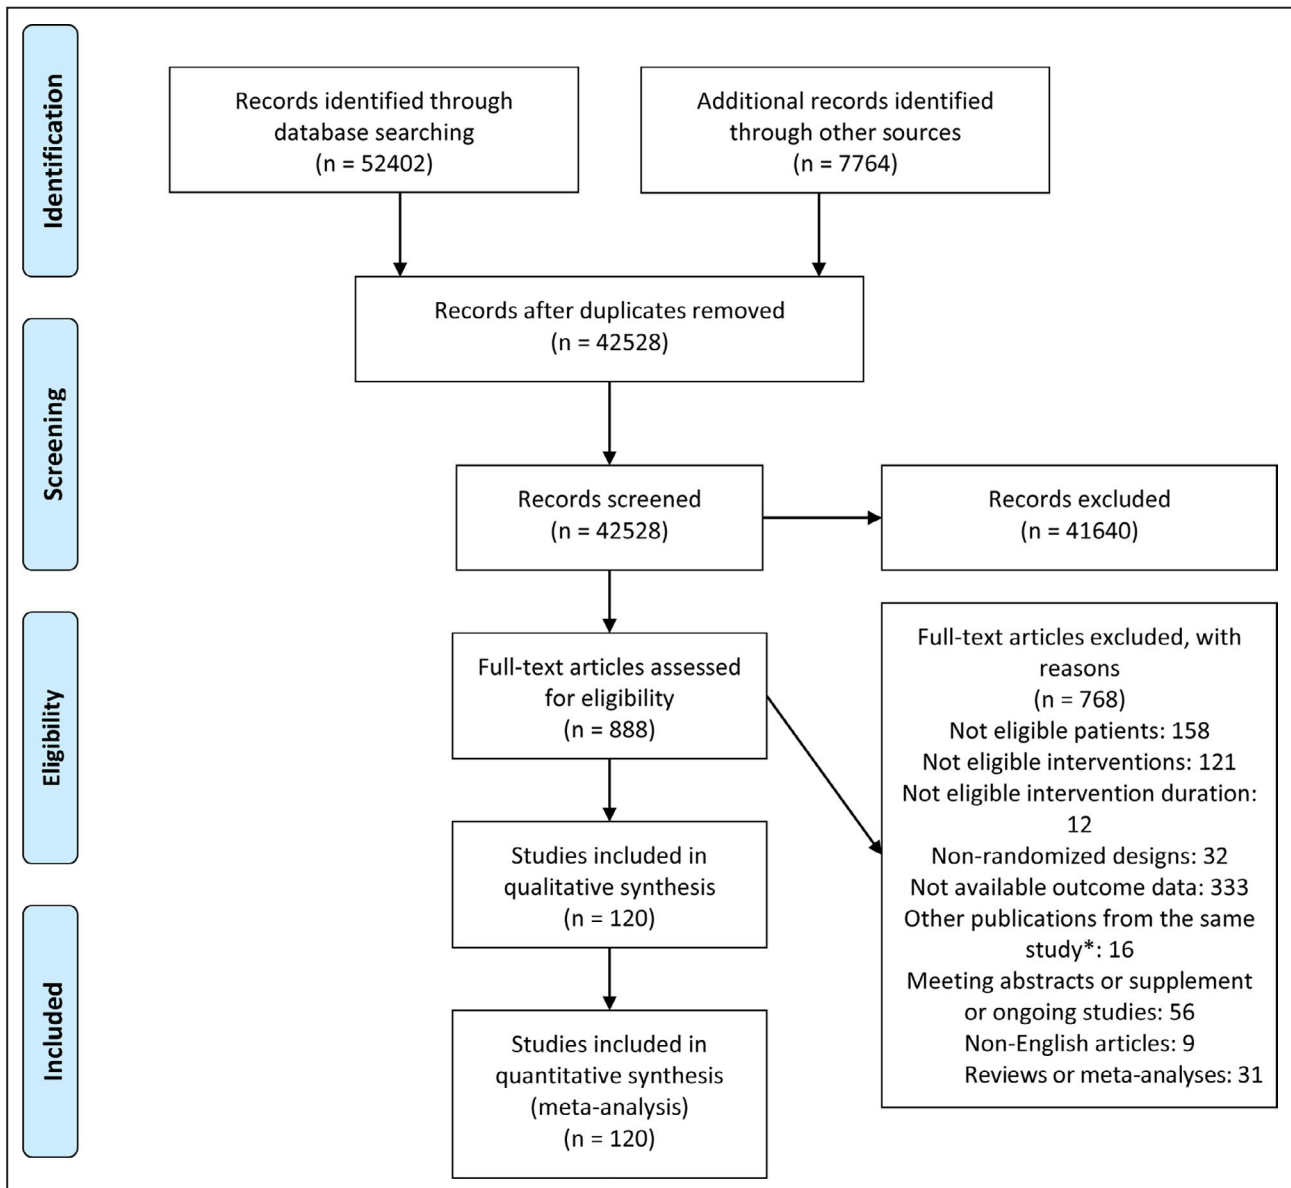 Identification
Records identified through
database searching
(n = 52402)
Additional records identified
through other sources
(n = 7764)
Records after duplicates removed
(n = 42528)
Screening
Records screened
(n = 42528)
Records excluded
(n = 41640)
Eligibility
Full-text articles assessed
for eligibility
(n = 888)
Full-text articles excluded, with
reasons
(n = 768)
Not eligible patients: 158
Not eligible interventions: 121
Not eligible intervention duration:
12
Non-randomized designs: 32
Not available outcome data: 333
Other publications from the same
study*: 16
Meeting abstracts or supplement
or ongoing studies: 56
Non-English articles: 9
Reviews or meta-analyses: 31
Studies included in
qualitative synthesis
(n = 120)
Included
Studies included in
quantitative synthesis
(meta-analysis)
(n = 120)